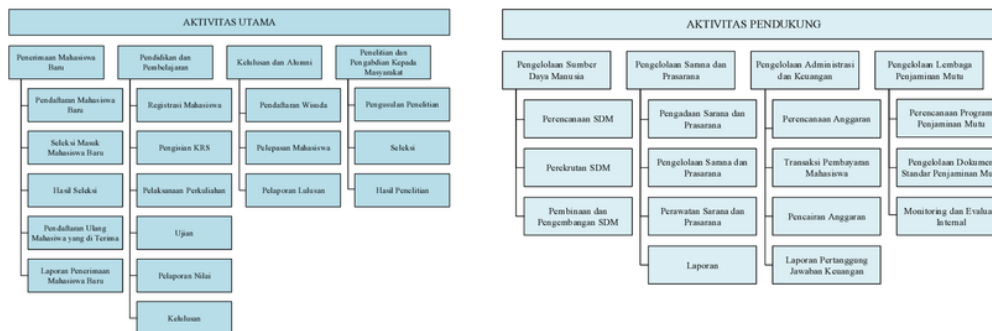 AKTIVITAS UTAMA
Penerimaan Mahasiswa
Baru
Pendaftaran Mahasiswa
Baru
Seleksi Masuk
Mahasiswa Baru
Hasil Seleksi
Pendaftaran Ulang
Mahasiswa yang di Terima
Laporan Penerimaan
Mahasiswa Baru
Pendidikan dan
Pembelajaran
Registrasi Mahasiswa
Pengisian KRS
Pelaksanaan Perkuliahan
Ujian
Pelaporan Nilai
Kelulusan
Kelulusan dan Alumni
Pendaftaran Wisuda
Pelepasan Mahasiswa
Pelaporan Lulusan
Penelitian dan
Pengabdian Kepada
Masyarakat
Pengusulan Penelitian
Seleksi
Hasil Penelitian
AKTIVITAS PENDUKUNG
Pengelolaan Sumber
Daya Manusia
Perencanaan SDM
Perekrutan SDM
Pembinaan dan
Pengembangan SDM
Pengelolaan Sarana dan
Prasarana
Pengadaan Sarana dan
Prasarana
Pengelolaan Sarana dan
Prasarana
Perawatan Sarana dan
Prasarana
Laporan
Pengelolaan Administrasi
dan Keuangan
Perencanaan Anggaran
Transaksi Pembayaran
Mahasiswa
Pencairan Anggaran
Laporan Pertanggung
Jawaban Keuangan
Pengelolaan Lembaga
Penjaminan Mutu
Perencanaan Program
Penjaminan Mutu
Pengelolaan Dokumen
Standar Penjaminan Mu
Monitoring dan Evalua
Internal